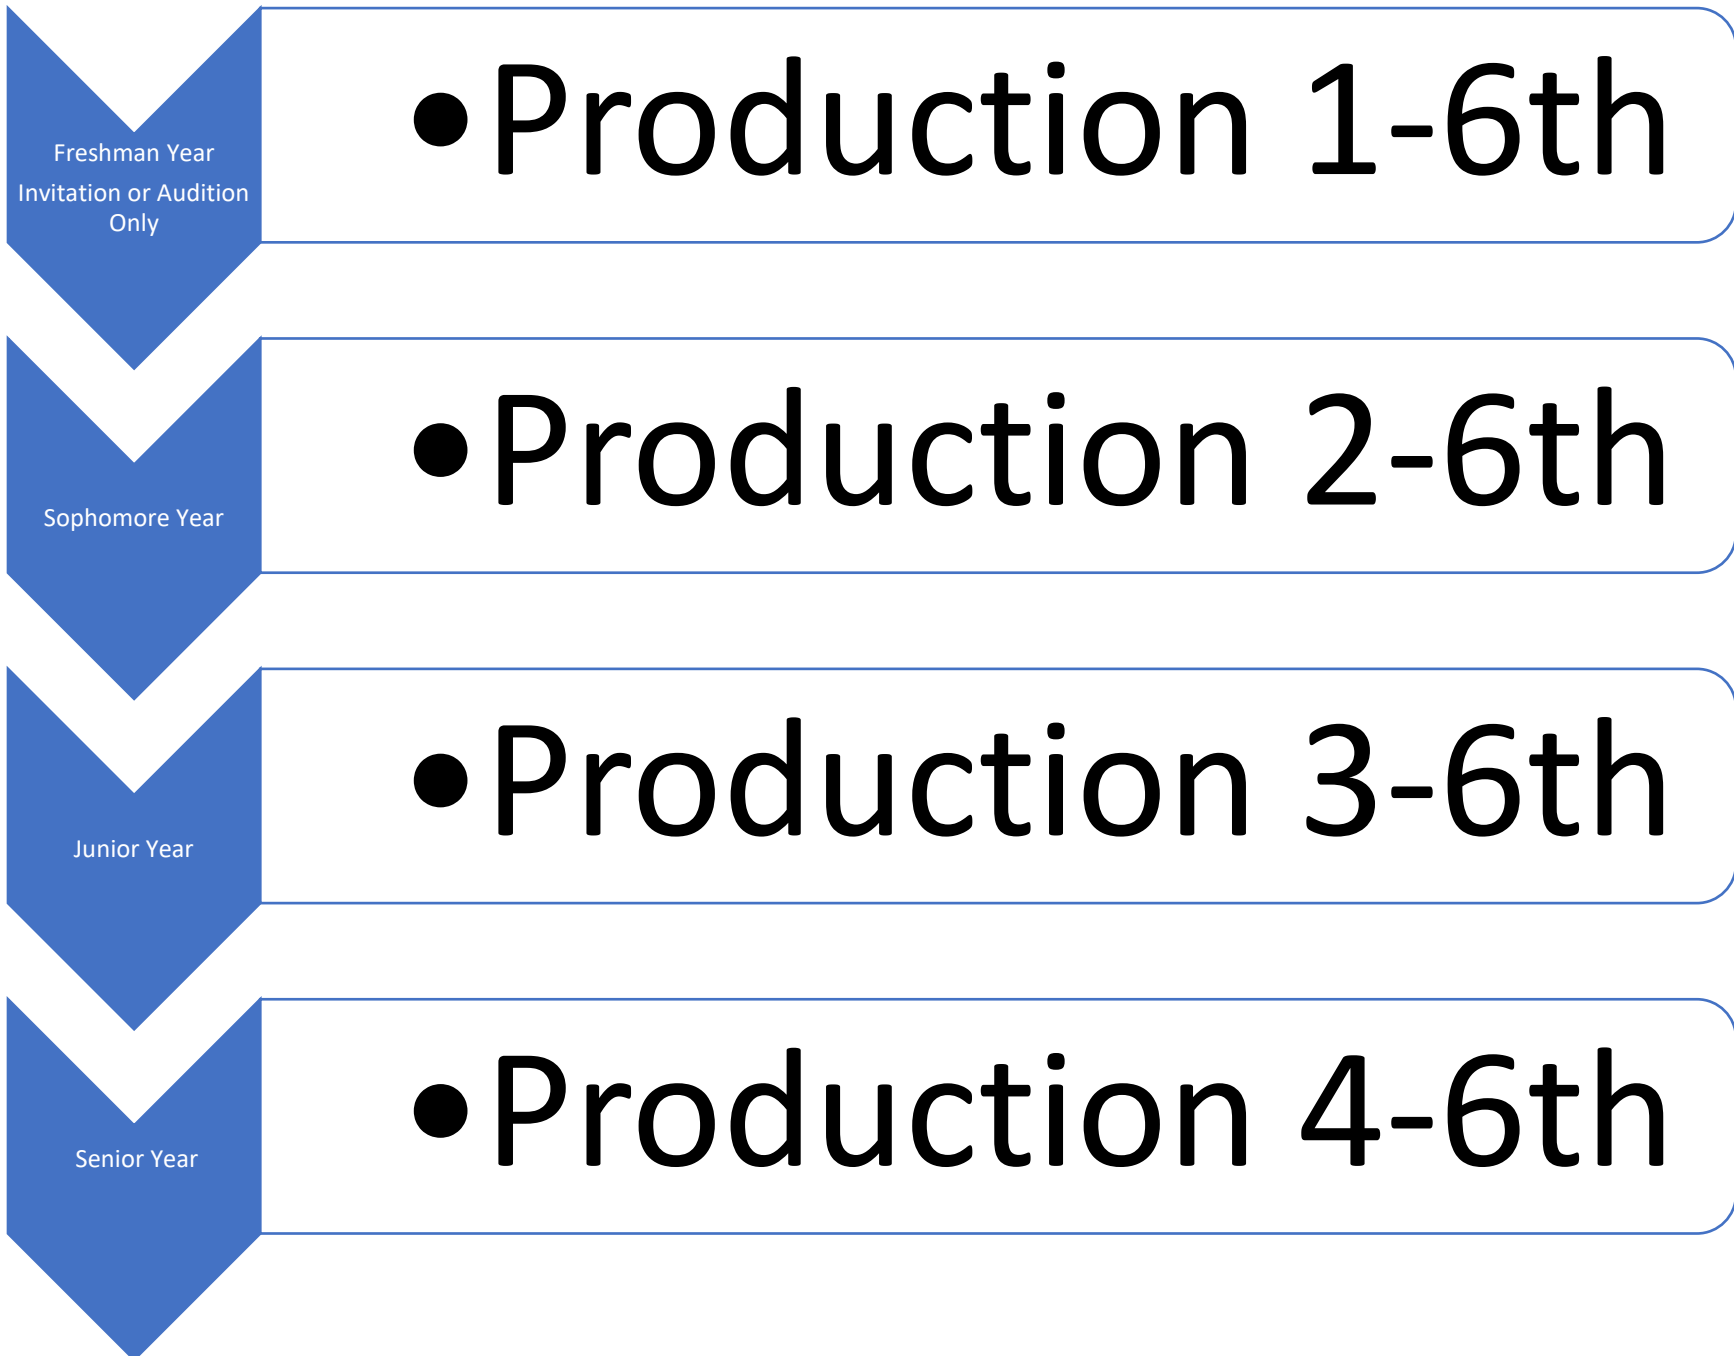 Freshman Year
Invitation or Audition
Only
•Production 1-6th
Sophomore Year
•Production 2-6th
Junior Year
•Production 3-6th
Senior Year
•Production 4-6th